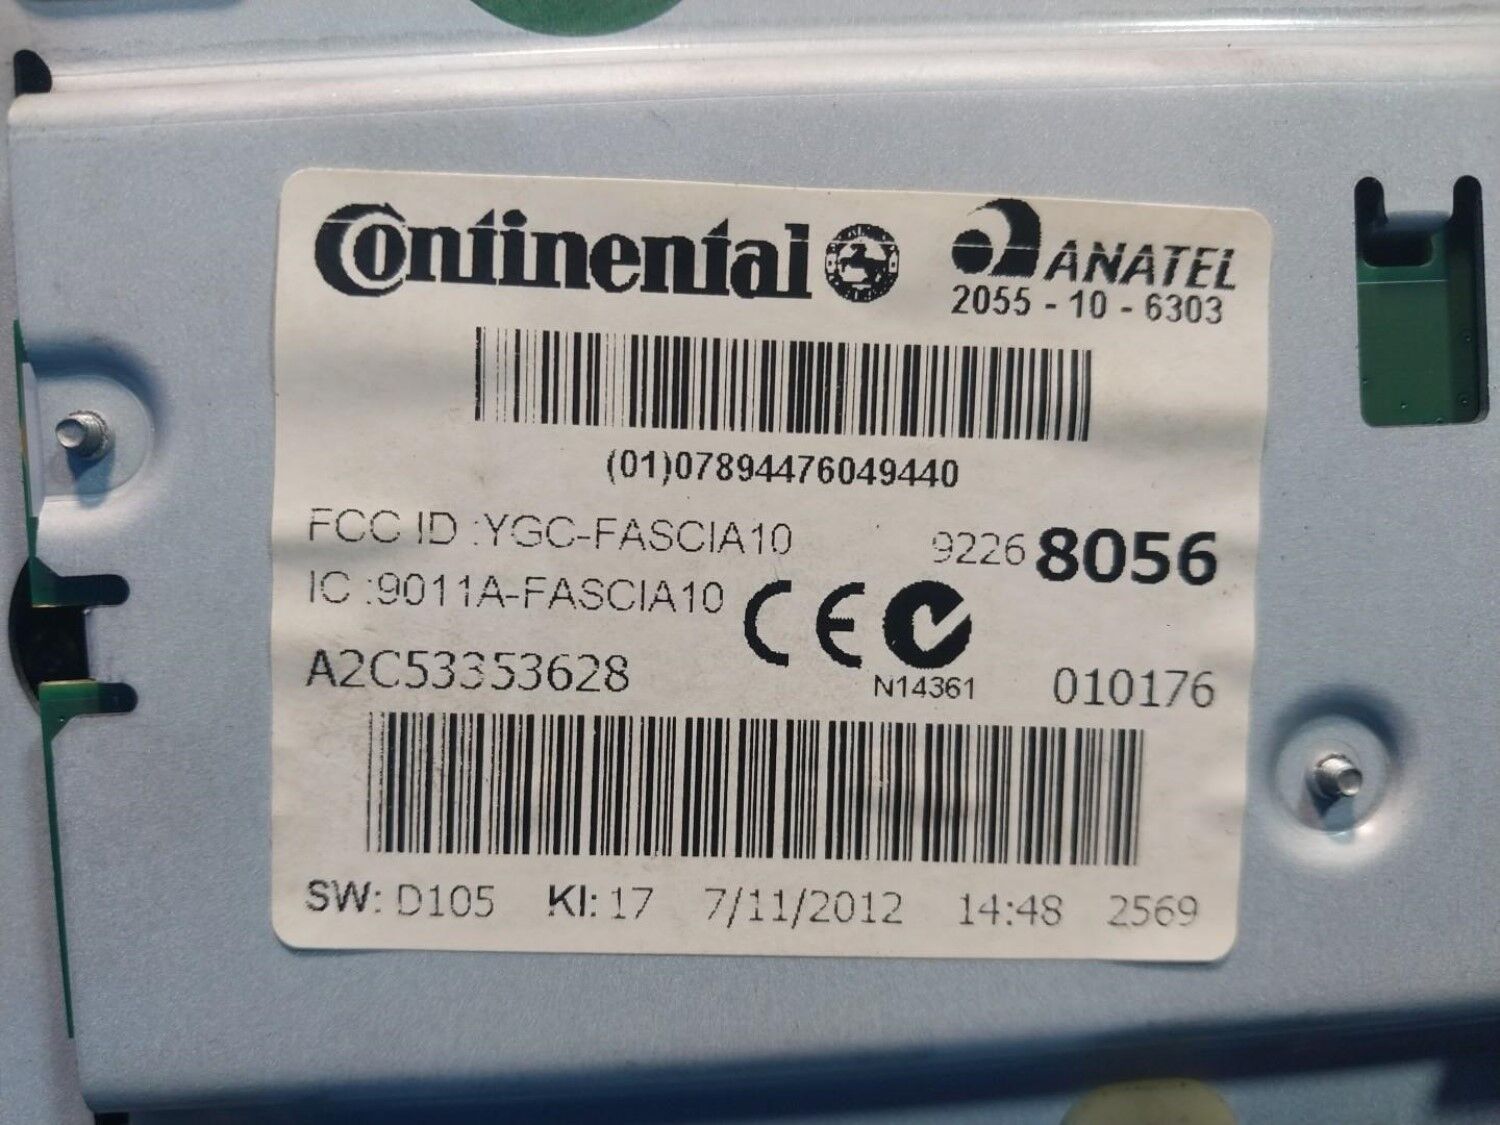 Continental
ANATEL
2055 - 10 - 6303
(01)07894476049440
FCC ID :YGC-FASCIA10
9226 8056
IC :9011A-FASCIA10
CE
N14361
A2C53353628
010176
SW: D105 KI: 17 7/11/2012 14:48 2569